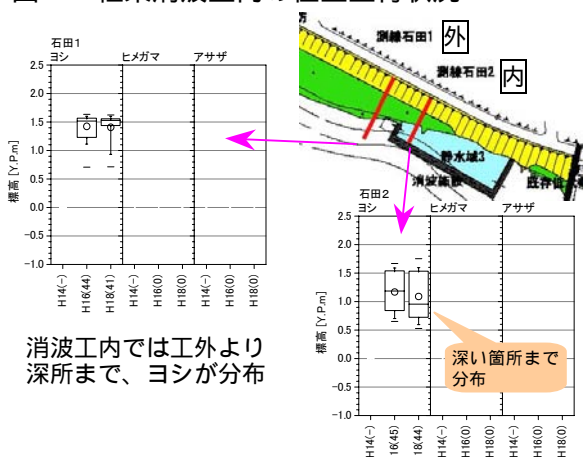 石田1
ヨシ ヒメガマ アサザ
標高 [Y.P.m]
2.5
2.0
1.5
1.0
0.5
0.0
−0.5
−1.0
H14(-) H16(44) H18(41) H14(-) H16(0) H18(0) H14(-) H16(0) H18(0)
消波工内では工外より
深所まで、ヨシが分布
測線石田1 外
測線石田2 内
静水域3
消波施設
石田2
ヨシ ヒメガマ アサザ
標高 [Y.P.m]
2.5
2.0
1.5
1.0
0.5
0.0
−0.5
−1.0
H14(-) 16(45) 18(44) H14(-) H16(0) H18(0) H14(-) H16(0) H18(0)
深い箇所まで
分布